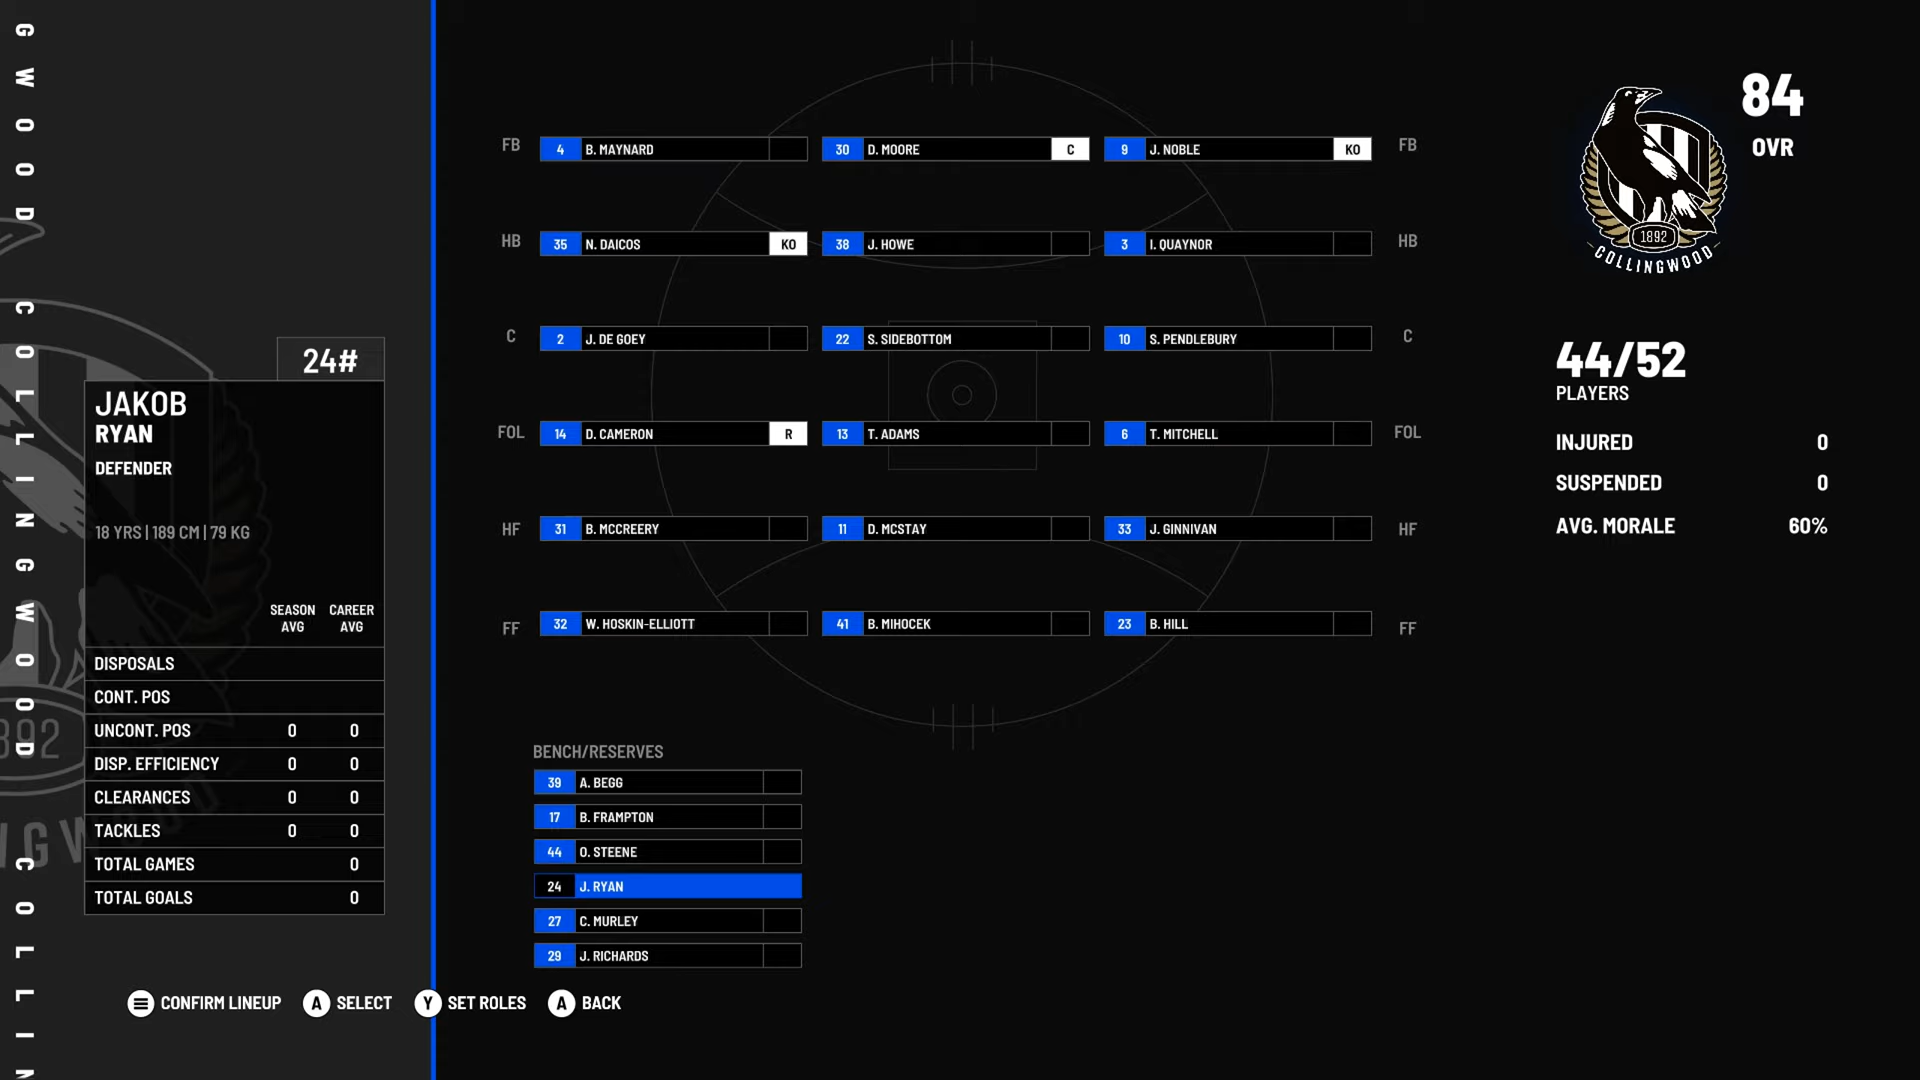 GWOOD COLLINGWOOD COLLIN
24#
JAKOB
RYAN
DEFENDER
18 YRS | 189 CM | 79 KG
SEASON AVG CAREER AVG
DISPOSALS
CONT. POS
UNCONT. POS 0 0
DISP. EFFICIENCY 0 0
CLEARANCES 0 0
TACKLES 0 0
TOTAL GAMES 0
TOTAL GOALS 0
FB 4 B. MAYNARD 30 D. MOORE C 9 J. NOBLE KO FB
HB 35 N. DAICOS KO 38 J. HOWE 3 I. QUAYNOR HB
C 2 J. DE GOEY 22 S. SIDEBOTTOM 10 S. PENDLEBURY C
FOL 14 D. CAMERON R 13 T. ADAMS 6 T. MITCHELL FOL
HF 31 B. MCCREERY 11 D. MCSTAY 33 J. GINNIVAN HF
FF 32 W. HOSKIN-ELLIOTT 41 B. MIHOCEK 23 B. HILL FF
BENCH/RESERVES
39 A. BEGG
17 B. FRAMPTON
44 O. STEENE
24 J. RYAN
27 C. MURLEY
29 J. RICHARDS
84
OVR
1892
COLLINGWOOD
44/52
PLAYERS
INJURED 0
SUSPENDED 0
AVG. MORALE 60%
CONFIRM LINEUP A SELECT Y SET ROLES A BACK